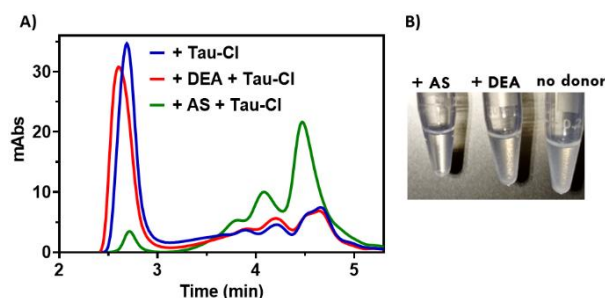 A)
+ Tau-Cl
+ DEA + Tau-Cl
+ AS + Tau-Cl
mAbs
30
20
10
0
2
3
4
5
Time (min)
B)
+ AS
+ DEA
no donor